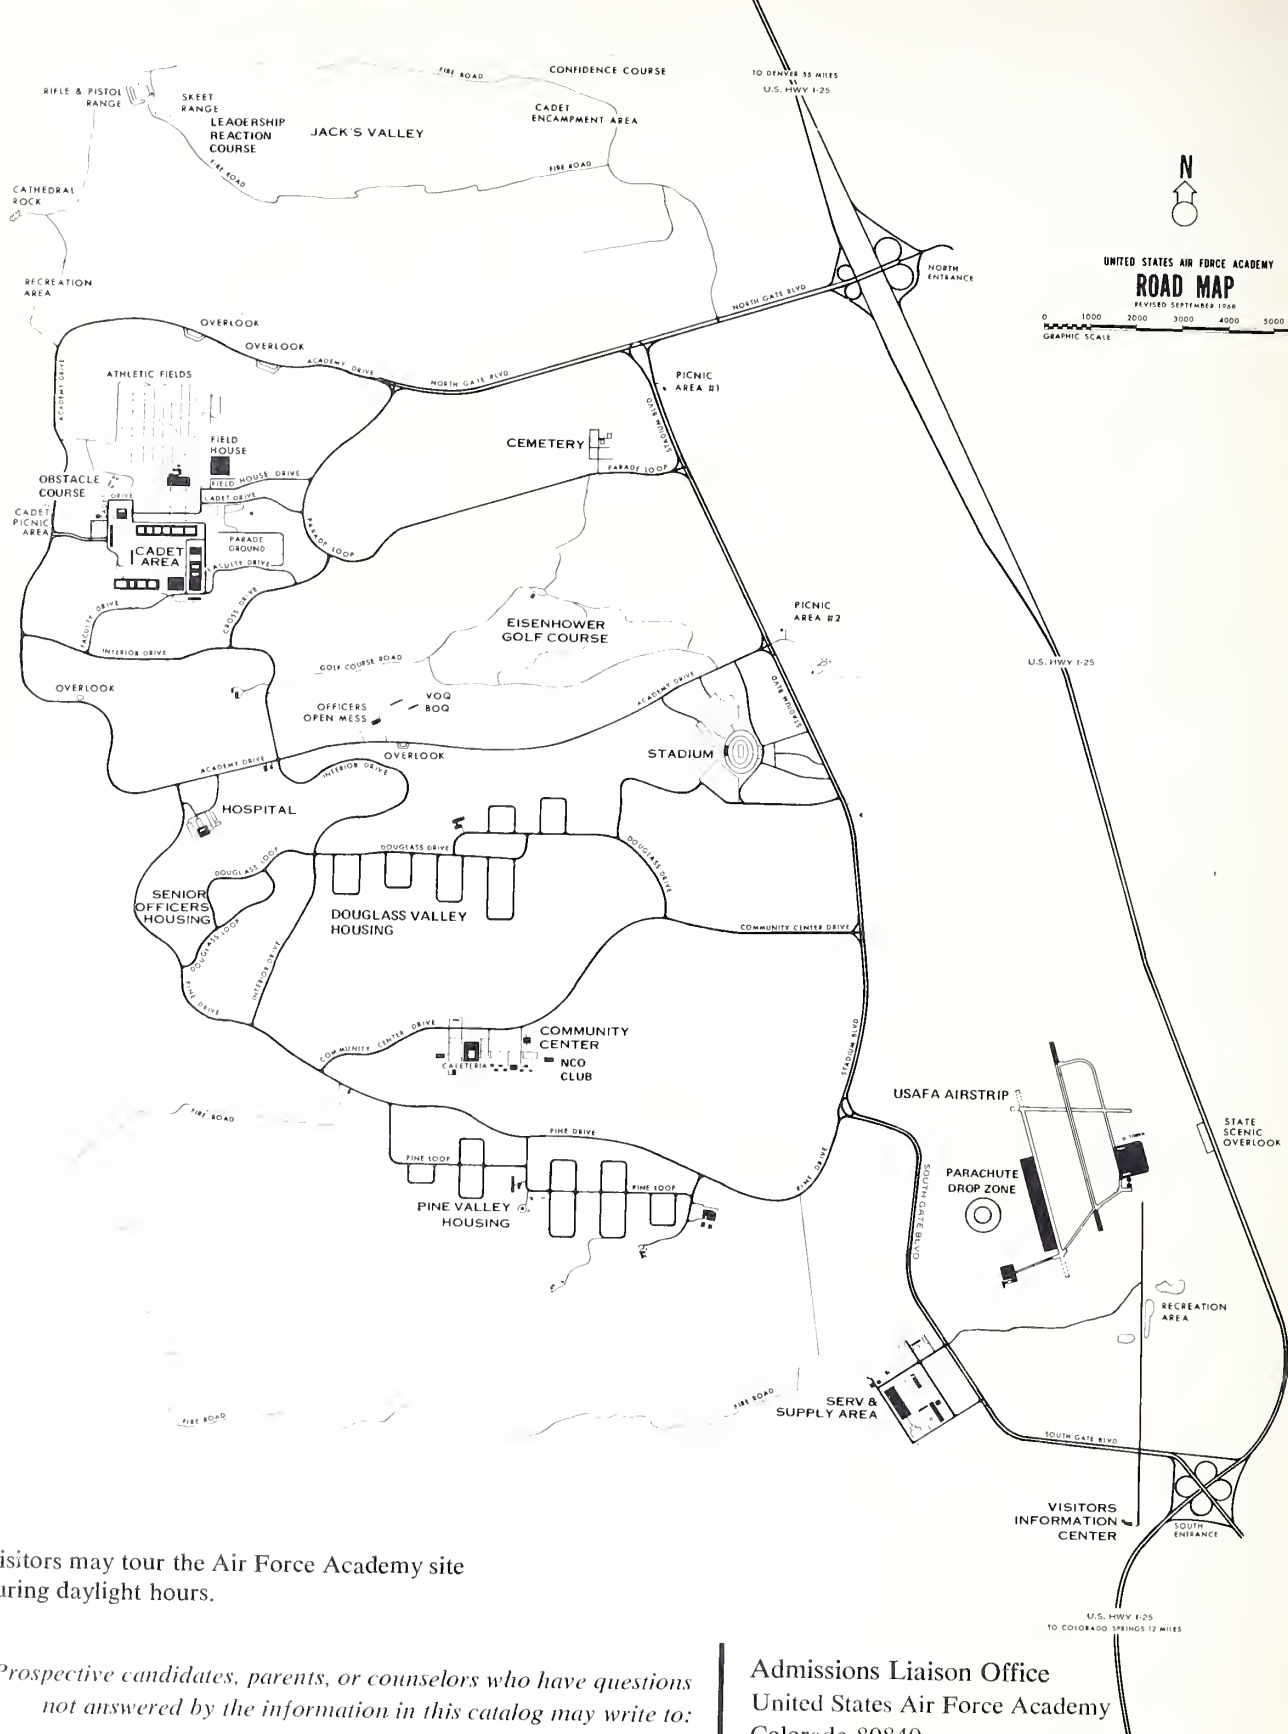 FIRE ROAD
CONFIDENCE COURSE
TO DENVER 55 MILES
U.S. HWY I-25
RIFLE & PISTOL
RANGE
SKEET
RANGE
LEADERSHIP
REACTION
COURSE
JACK'S VALLEY
CADET
ENCAMPMENT AREA
FIRE ROAD
FIRE ROAD
CATHEDRAL
ROCK
N
RECREATION
AREA
NORTH
ENTRANCE
UNITED STATES AIR FORCE ACADEMY
ROAD MAP
REVISED SEPTEMBER 1968
0 1000 2000 3000 4000 5000
GRAPHIC SCALE
NORTH GATE BLVD
OVERLOOK
OVERLOOK
ACADEMY DRIVE
NORTH GATE BLVD
ACADEMY DRIVE
ATHLETIC FIELDS
PICNIC
AREA #1
STADIUM BLVD
FIELD
HOUSE
CEMETERY
PARADE LOOP
OBSTACLE
COURSE
FIELD HOUSE DRIVE
CADET DRIVE
DRIVE
CADET
PICNIC
AREA
PARADE
GROUND
PARADE LOOP
CADET
AREA
FACULTY DRIVE
FACULTY DRIVE
CROSS DRIVE
INTERIOR DRIVE
EISENHOWER
GOLF COURSE
PICNIC
AREA #2
GOLF COURSE ROAD
U.S. HWY I-25
OVERLOOK
VOQ
BOQ
OFFICERS
OPEN MESS
ACADEMY DRIVE
STADIUM BLVD
OVERLOOK
STADIUM
ACADEMY DRIVE
INTERIOR DRIVE
HOSPITAL
DOUGLASS DRIVE
DOUGLASS DRIVE
DOUGLASS LOOP
SENIOR
OFFICERS
HOUSING
DOUGLASS VALLEY
HOUSING
DOUGLASS LOOP
COMMUNITY CENTER DRIVE
INTERIOR DRIVE
PINE DRIVE
COMMUNITY CENTER DRIVE
COMMUNITY
CENTER
CAFETERIA
NCO
CLUB
STADIUM BLVD
USAFA AIRSTRIP
FIRE ROAD
STATE
SCENIC
OVERLOOK
TOWER
PINE DRIVE
PINE LOOP
PINE LOOP
PINE DRIVE
PINE VALLEY
HOUSING
SOUTH GATE BLVD
PARACHUTE
DROP ZONE
RECREATION
AREA
FIRE ROAD
FIRE ROAD
SERV &
SUPPLY AREA
SOUTH GATE BLVD
VISITORS
INFORMATION
CENTER
SOUTH
ENTRANCE
isitors may tour the Air Force Academy site
uring daylight hours.
U.S. HWY I-25
TO COLORADO SPRINGS 12 MILES
Prospective candidates, parents, or counselors who have questions
not answered by the information in this catalog may write to:
Admissions Liaison Office
United States Air Force Academy
Colorado 80840